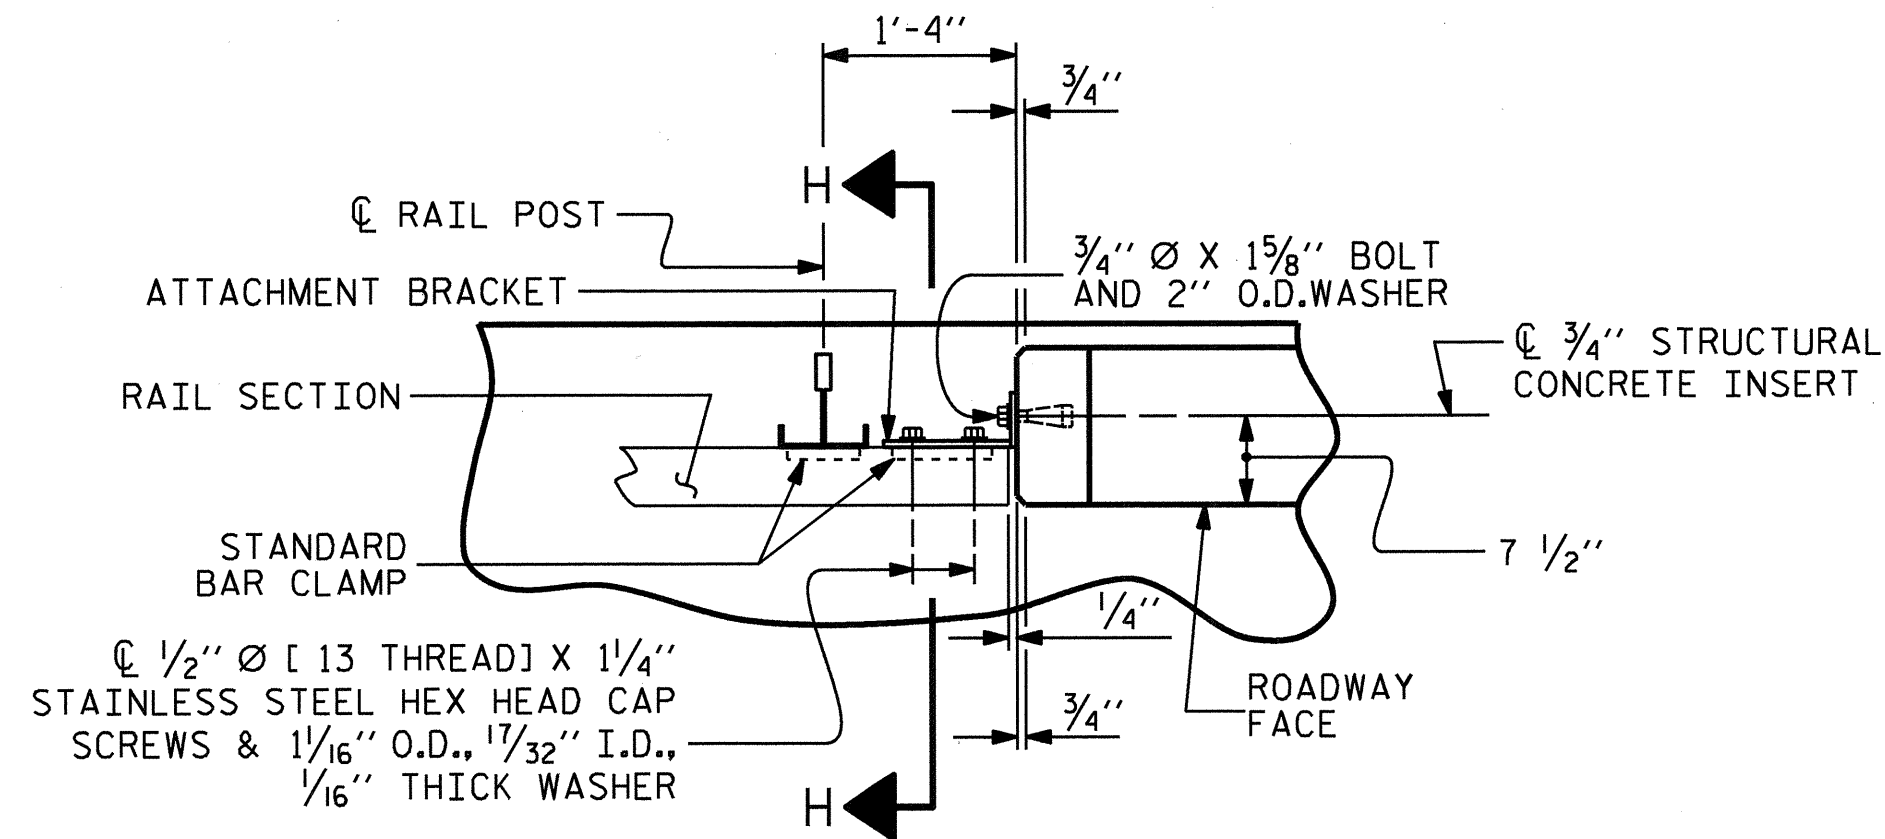 1'-4"
3/4"
H
℄ RAIL POST
3/4" Ø X 1 5/8" BOLT
AND 2" O.D.WASHER
ATTACHMENT BRACKET
℄ 3/4" STRUCTURAL
CONCRETE INSERT
RAIL SECTION
STANDARD
BAR CLAMP
7 1/2"
1/4"
℄ 1/2" Ø [ 13 THREAD] X 1 1/4"
STAINLESS STEEL HEX HEAD CAP
SCREWS & 1 1/16" O.D., 17/32" I.D.,
1/16" THICK WASHER
3/4"
ROADWAY
FACE
H